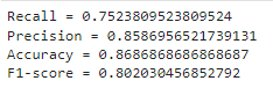 Recall = 0.7523809523809524
Precision = 0.8586956521739131
Accuracy = 0.8686868686868687
F1-score = 0.802030456852792